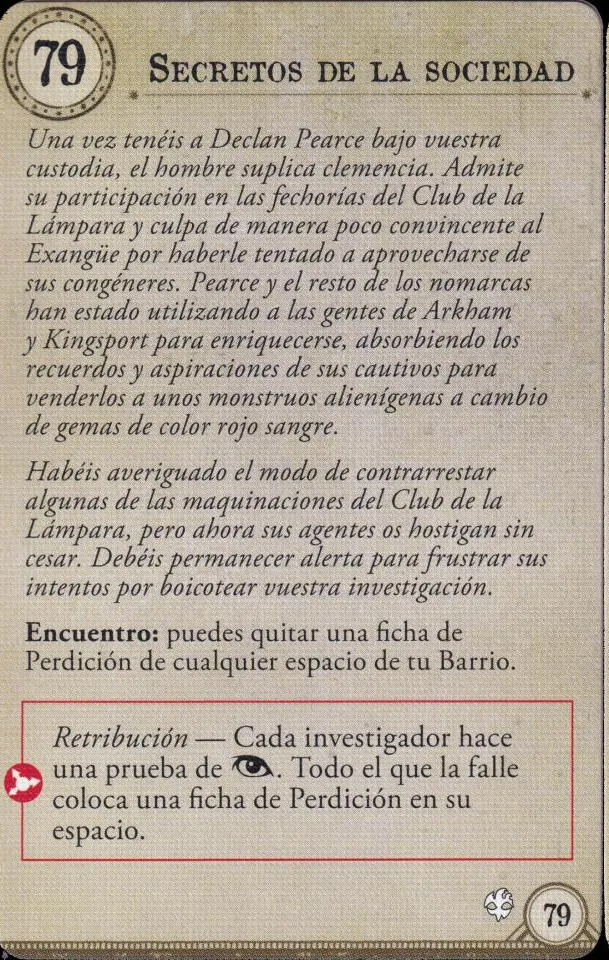 79
Secretos de la sociedad
Una vez tenéis a Declan Pearce bajo vuestra
custodia, el hombre suplica clemencia. Admite
su participación en las fechorías del Club de la
Lámpara y culpa de manera poco convincente al
Exangüe por haberle tentado a aprovecharse de
sus congéneres. Pearce y el resto de los nomarcas
han estado utilizando a las gentes de Arkham
y Kingsport para enriquecerse, absorbiendo los
recuerdos y aspiraciones de sus cautivos para
venderlos a unos monstruos alienígenas a cambio
de gemas de color rojo sangre.
Habéis averiguado el modo de contrarrestar
algunas de las maquinaciones del Club de la
Lámpara, pero ahora sus agentes os hostigan sin
cesar. Debéis permanecer alerta para frustrar sus
intentos por boicotear vuestra investigación.
Encuentro: puedes quitar una ficha de
Perdición de cualquier espacio de tu Barrio.
Retribución — Cada investigador hace
una prueba de . Todo el que la falle
coloca una ficha de Perdición en su
espacio.
79